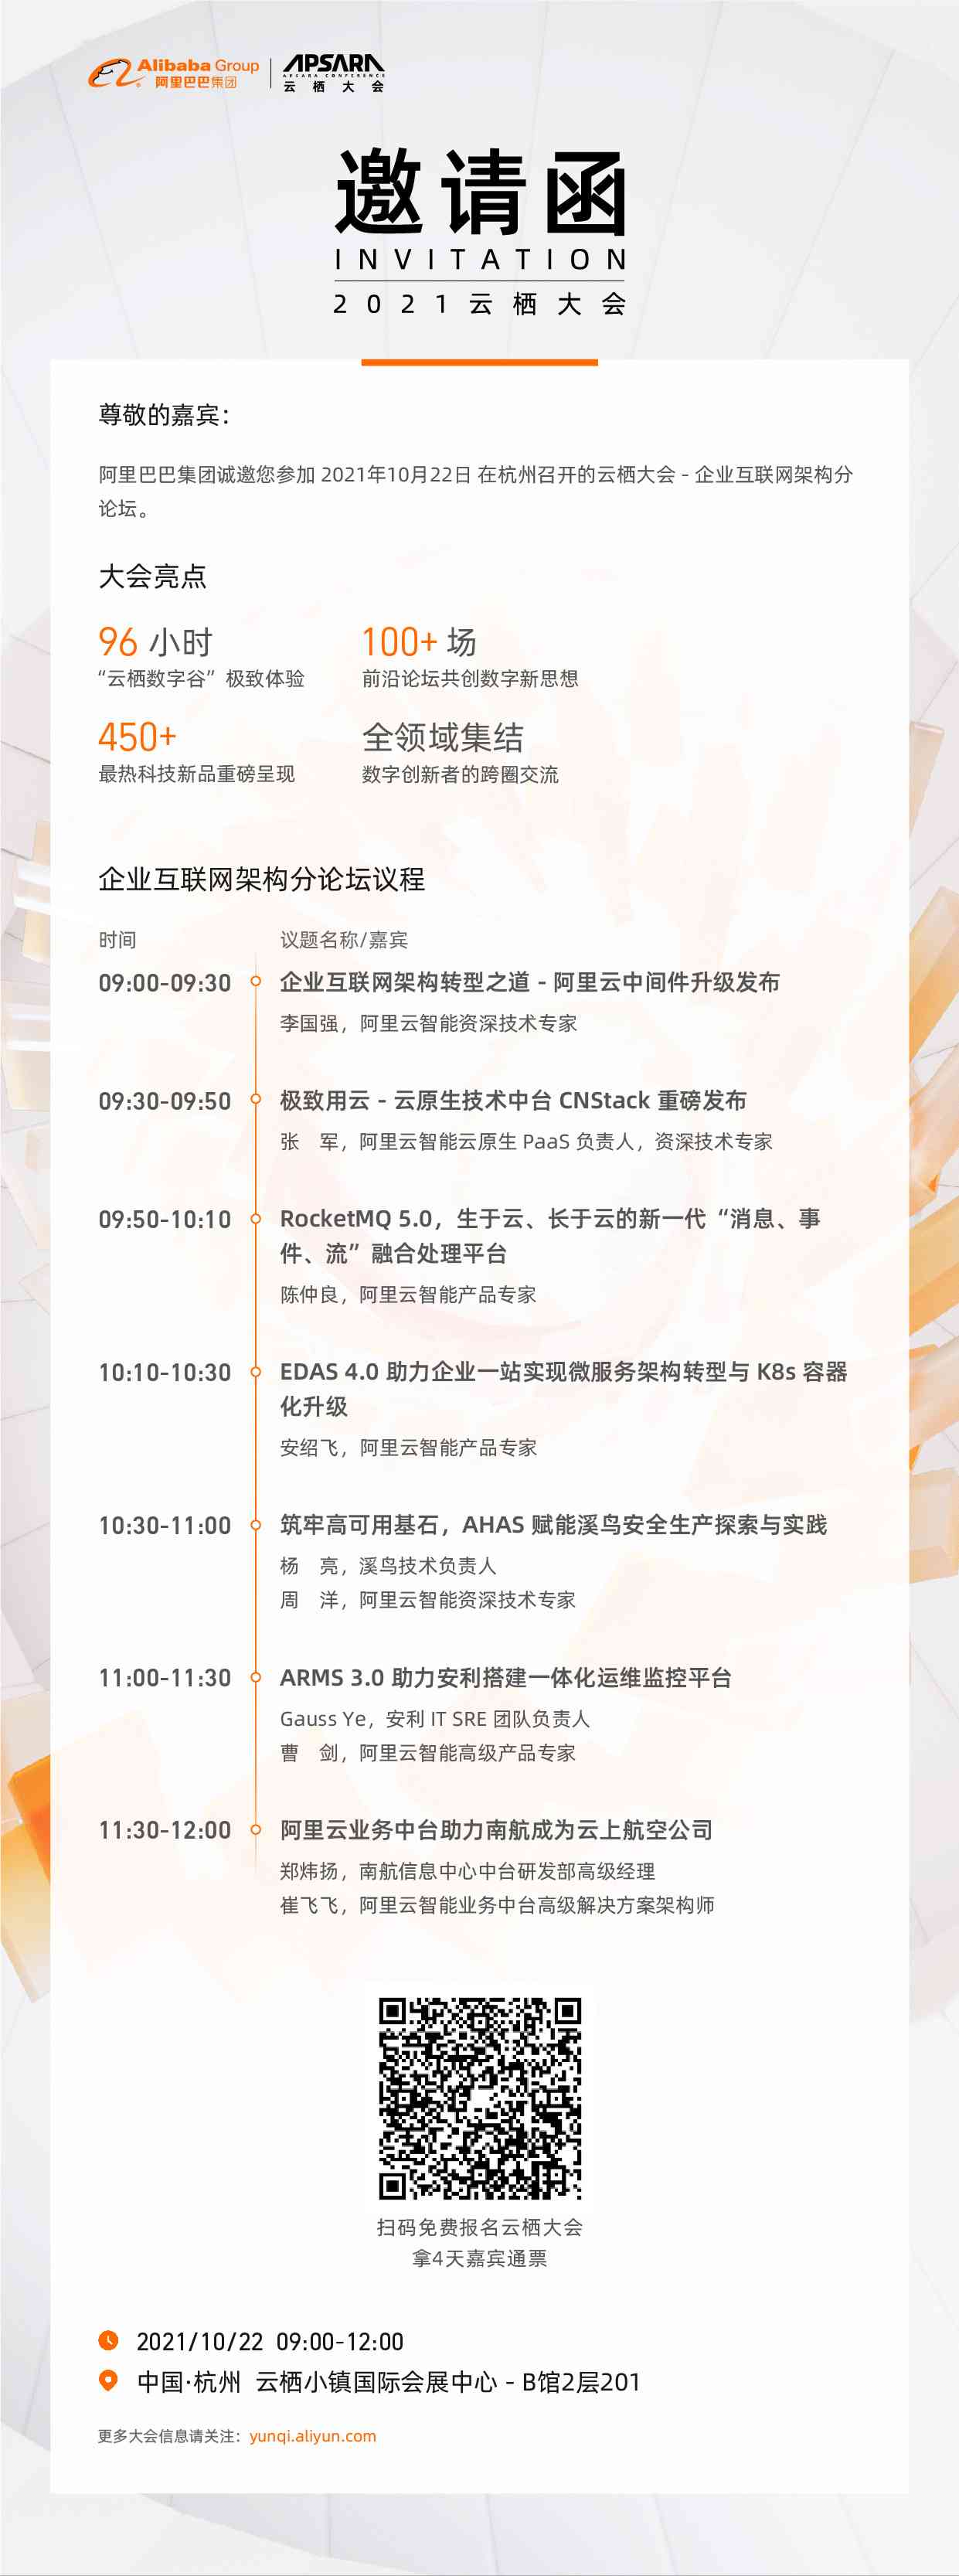 Alibaba Group
阿里巴巴集团
APSARA
APSARA CONFERENCE
云栖大会
邀请函
INVITATION
2021云栖大会
尊敬的嘉宾：
阿里巴巴集团诚邀您参加 2021年10月22日 在杭州召开的云栖大会 - 企业互联网架构分
论坛。
大会亮点
96 小时
“云栖数字谷”极致体验
100+ 场
前沿论坛共创数字新思想
450+
最热科技新品重磅呈现
全领域集结
数字创新者的跨圈交流
企业互联网架构分论坛议程
时间 议题名称/嘉宾
09:00-09:30 企业互联网架构转型之道 - 阿里云中间件升级发布
李国强，阿里云智能资深技术专家
09:30-09:50 极致用云 - 云原生技术中台 CNStack 重磅发布
张　军，阿里云智能云原生 PaaS 负责人，资深技术专家
09:50-10:10 RocketMQ 5.0，生于云、长于云的新一代“消息、事
件、流”融合处理平台
陈仲良，阿里云智能产品专家
10:10-10:30 EDAS 4.0 助力企业一站实现微服务架构转型与 K8s 容器
化升级
安绍飞，阿里云智能产品专家
10:30-11:00 筑牢高可用基石，AHAS 赋能溪鸟安全生产探索与实践
杨　亮，溪鸟技术负责人
周　洋，阿里云智能资深技术专家
11:00-11:30 ARMS 3.0 助力安利搭建一体化运维监控平台
Gauss Ye，安利 IT SRE 团队负责人
曹　剑，阿里云智能高级产品专家
11:30-12:00 阿里云业务中台助力南航成为云上航空公司
郑炜扬，南航信息中心中台研发部高级经理
崔飞飞，阿里云智能业务中台高级解决方案架构师
扫码免费报名云栖大会
拿4天嘉宾通票
2021/10/22 09:00-12:00
中国·杭州 云栖小镇国际会展中心 - B馆2层201
更多大会信息请关注：yunqi.aliyun.com